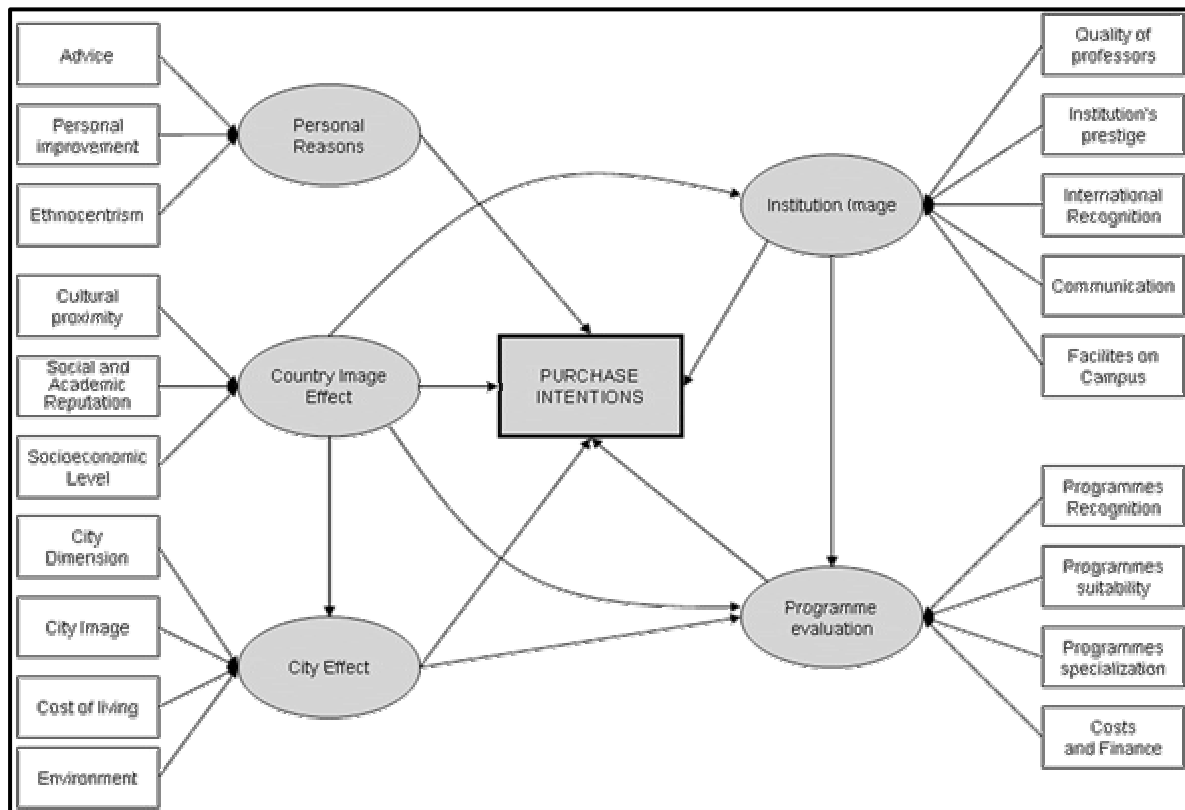 Advice
Personal
improvement
Ethnocentrism
Cultural
proximity
Social and
Academic
Reputation
Socioeconomic
Level
City
Dimension
City Image
Cost of living
Environment
Personal
Reasons
Country Image
Effect
City Effect
PURCHASE
INTENTIONS
Institution Image
Programme
evaluation
Quality of
professors
Institution's
prestige
International
Recognition
Communication
Facilites on
Campus
Programmes
Recognition
Programmes
suitability
Programmes
specialization
Costs
and Finance